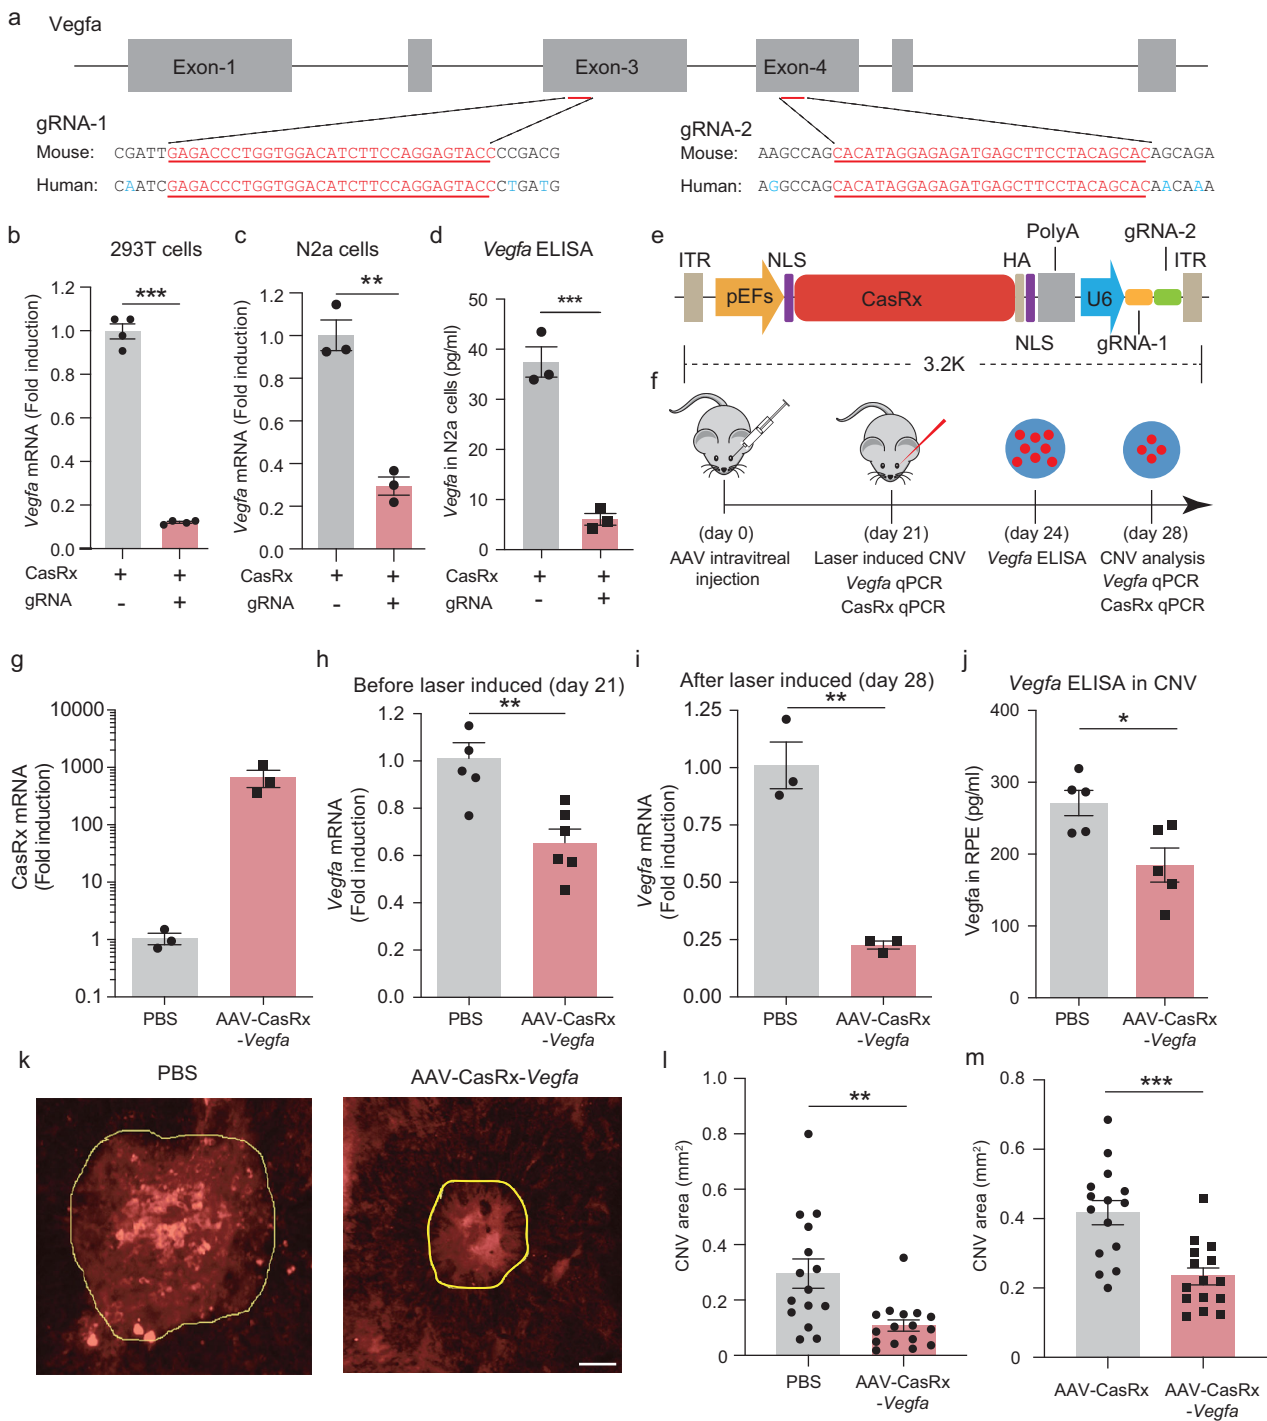 a
Vegfa
Exon-1
Exon-3
Exon-4
gRNA-1
Mouse: CGATTGAGACCCTGGTGGACATCTTCCAGGAGTACCCCGACG
Human: CAATCGAGACCCTGGTGGACATCTTCCAGGAGTACCCTGATG
gRNA-2
Mouse: AAGCCAGCACATAGGAGAGATGAGCTTCCTACAGCACAGCAGA
Human: AGGCCAGCACATAGGAGAGATGAGCTTCCTACAGCACAACAAA
b
293T cells
***
Vegfa mRNA (Fold induction)
1.2
1.0
0.8
0.6
0.4
0.2
0.0
CasRx + +
gRNA - +
c
N2a cells
**
Vegfa mRNA (Fold induction)
1.2
1.0
0.8
0.6
0.4
0.2
0.0
+ +
- +
CasRx
gRNA
d
Vegfa ELISA
***
Vegfa in N2a cells (pg/ml)
50
40
30
20
10
0
CasRx + +
gRNA - +
e
ITR
pEFs
NLS
CasRx
HA
NLS
PolyA
U6
gRNA-1
gRNA-2
ITR
3.2K
f
(day 0)
AAV intravitreal
injection
(day 21)
Laser induced CNV
Vegfa qPCR
CasRx qPCR
(day 24)
Vegfa ELISA
(day 28)
CNV analysis
Vegfa qPCR
CasRx qPCR
g
CasRx mRNA
(Fold induction)
10000
1000
100
10
1
0.1
PBS
AAV-CasRx
-Vegfa
h
Before laser induced (day 21)
**
Vegfa mRNA
(Fold induction)
1.2
1.0
0.8
0.6
0.4
0.2
0.0
PBS
AAV-CasRx
-Vegfa
i
After laser induced (day 28)
**
Vegfa mRNA
(Fold induction)
1.25
1.00
0.75
0.50
0.25
0.00
PBS
AAV-CasRx
-Vegfa
j
Vegfa ELISA in CNV
*
Vegfa in RPE (pg/ml)
400
300
200
100
0
PBS
AAV-CasRx
-Vegfa
k
PBS
AAV-CasRx-Vegfa
l
**
CNV area (mm²)
1.0
0.8
0.6
0.4
0.2
0
PBS
AAV-CasRx
-Vegfa
m
***
CNV area (mm²)
0.8
0.6
0.4
0.2
0
AAV-CasRx
AAV-CasRx
-Vegfa